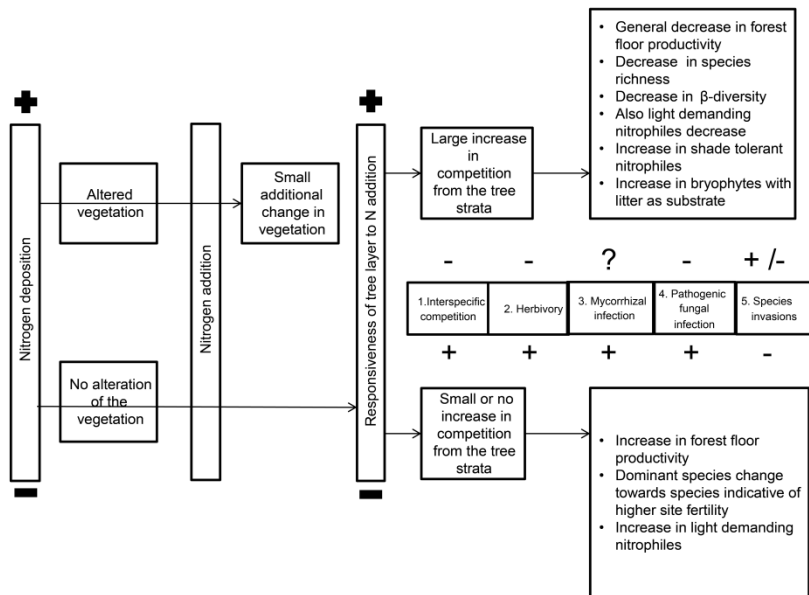 • General decrease in forest
floor productivity
• Decrease in species
richness
• Decrease in β-diversity
• Also light demanding
nitrophiles decrease
• Increase in shade tolerant
nitrophiles
• Increase in bryophytes with
litter as substrate
+
+
Nitrogen deposition
Altered
vegetation
Nitrogen addition
Small
additional
change in
vegetation
Responsiveness of tree layer to N addition
Large increase
in
competition
from the tree
strata
- - ? - + /-
1.Interspecific
competition
2. Herbivory
3. Mycorrhizal
infection
4. Pathogenic
fungal
infection
5. Species
invasions
+ + + + -
No alteration
of the
vegetation
Small or no
increase in
competition
from the tree
strata
• Increase in forest floor
productivity
• Dominant species change
towards species indicative of
higher site fertility
• Increase in light demanding
nitrophiles
-
-